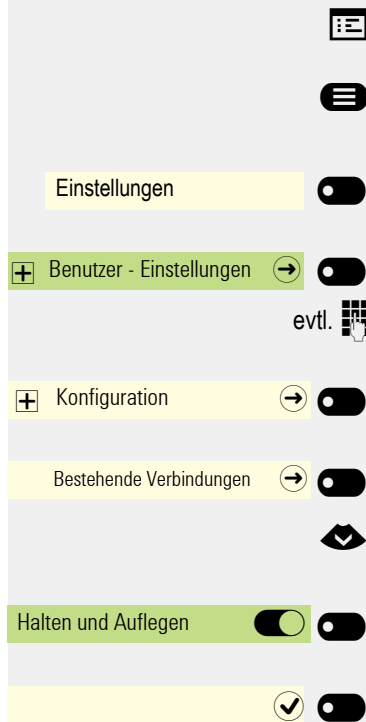 Einstellungen
Benutzer - Einstellungen
evtl.
Konfiguration
Bestehende Verbindungen
Halten und Auflegen